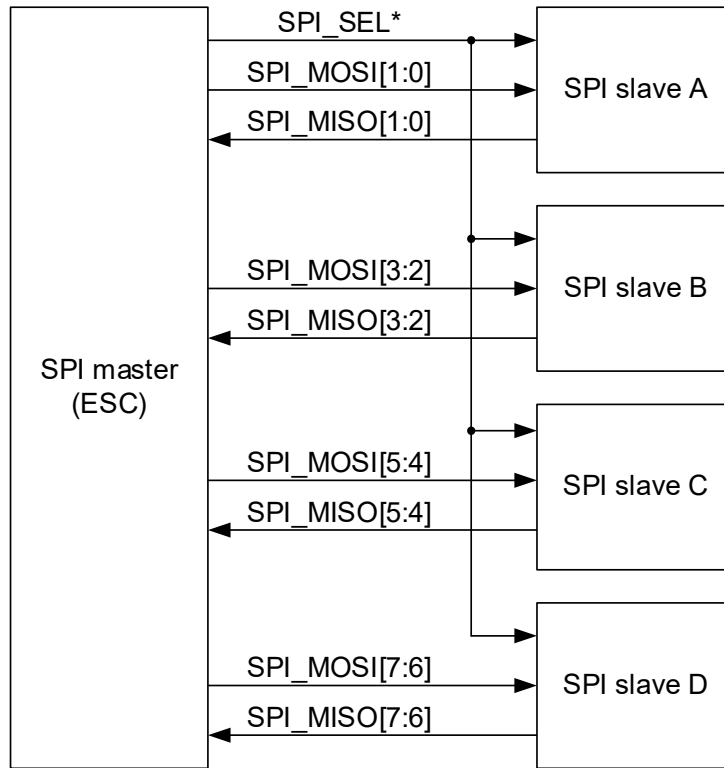 SPI_SEL*
SPI_MOSI[1:0]
SPI_MISO[1:0]
SPI slave A
SPI_MOSI[3:2]
SPI_MISO[3:2]
SPI slave B
SPI master
(ESC)
SPI_MOSI[5:4]
SPI_MISO[5:4]
SPI slave C
SPI_MOSI[7:6]
SPI_MISO[7:6]
SPI slave D